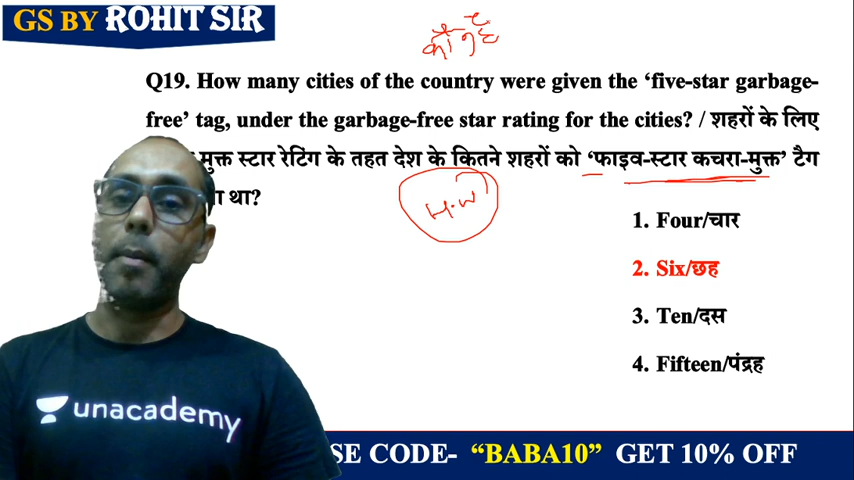 GS BY ROHIT SIR
Q19. How many cities of the country were given the ‘five-star garbage-
free’ tag, under the garbage-free star rating for the cities? / शहरों के लिए
मुक्त स्टार रेटिंग के तहत देश के कितने शहरों को ‘फाइव-स्टार कचरा-मुक्त’ टैग
था?
H.W
1. Four/चार
2. Six/छह
3. Ten/दस
4. Fifteen/पंद्रह
unacademy
CODE- “BABA10” GET 10% OFF